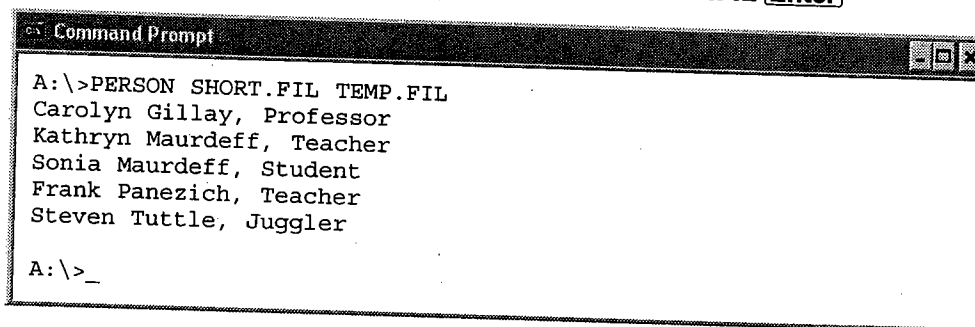 Command Prompt
A:\>PERSON SHORT.FIL TEMP.FIL
Carolyn Gillay, Professor
Kathryn Maurdeff, Teacher
Sonia Maurdeff, Student
Frank Panezich, Teacher
Steven Tuttle, Juggler
A:\>_